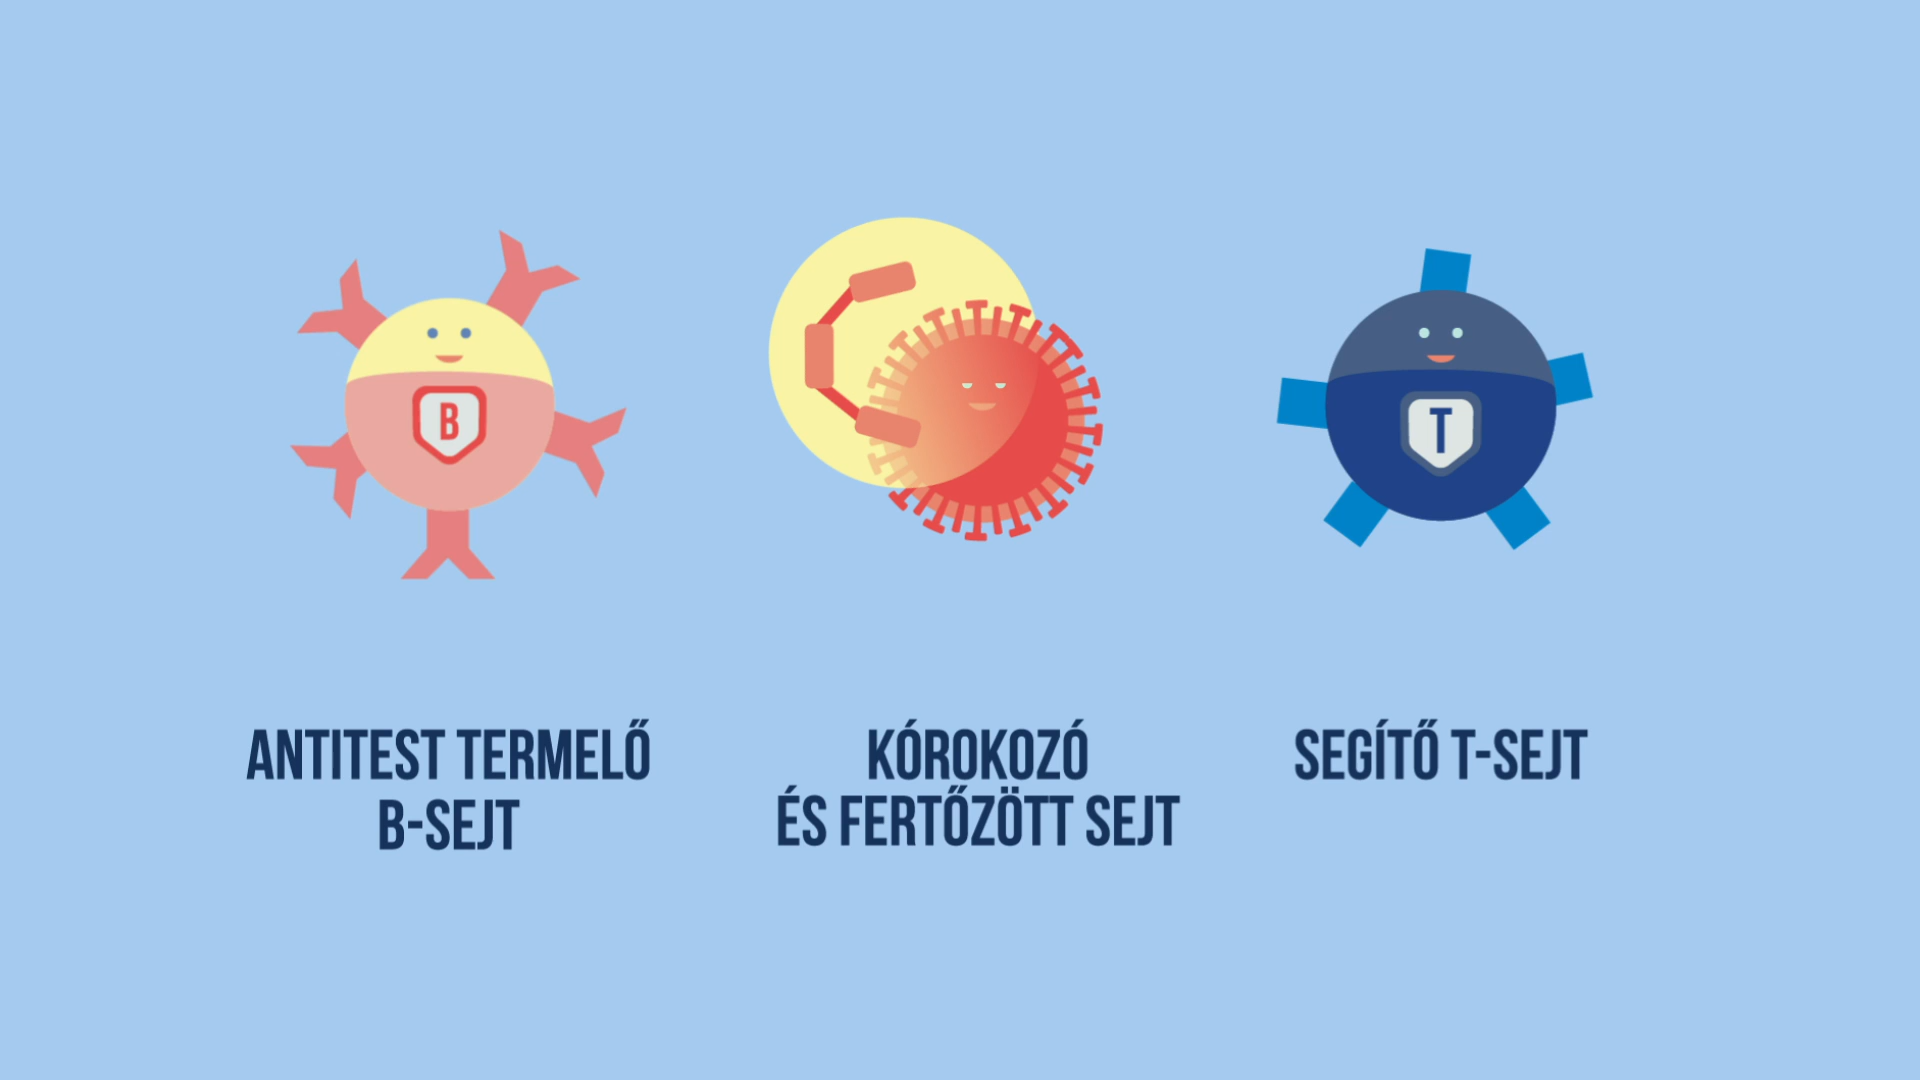 B
T
ANTITEST TERMELŐ
B-SEJT
KÓROKOZÓ
ÉS FERTŐZÖTT SEJT
SEGÍTŐ T-SEJT